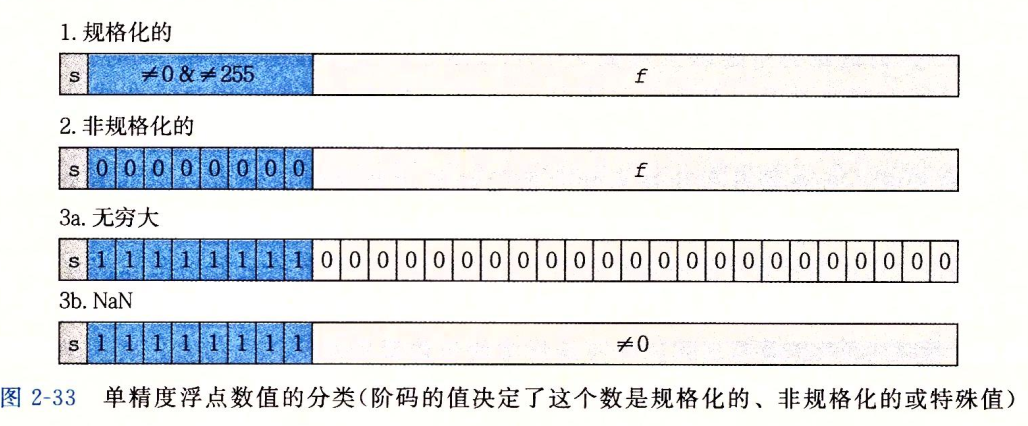 1. 规格化的
s ≠0 & ≠255 f
2. 非规格化的
s 0 0 0 0 0 0 0 0 f
3a. 无穷大
s 1 1 1 1 1 1 1 1 0 0 0 0 0 0 0 0 0 0 0 0 0 0 0 0 0 0 0 0 0 0 0
3b. NaN
s 1 1 1 1 1 1 1 1 ≠0
图 2-33 单精度浮点数值的分类(阶码的值决定了这个数是规格化的、非规格化的或特殊值)